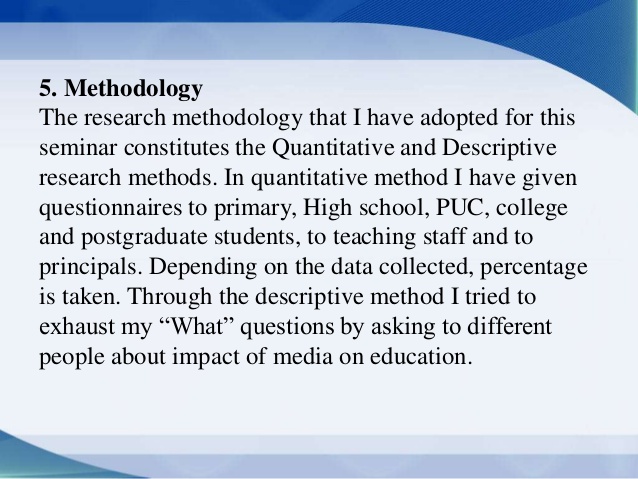 5. Methodology
The research methodology that I have adopted for this
seminar constitutes the Quantitative and Descriptive
research methods. In quantitative method I have given
questionnaires to primary, High school, PUC, college
and postgraduate students, to teaching staff and to
principals. Depending on the data collected, percentage
is taken. Through the descriptive method I tried to
exhaust my “What” questions by asking to different
people about impact of media on education.